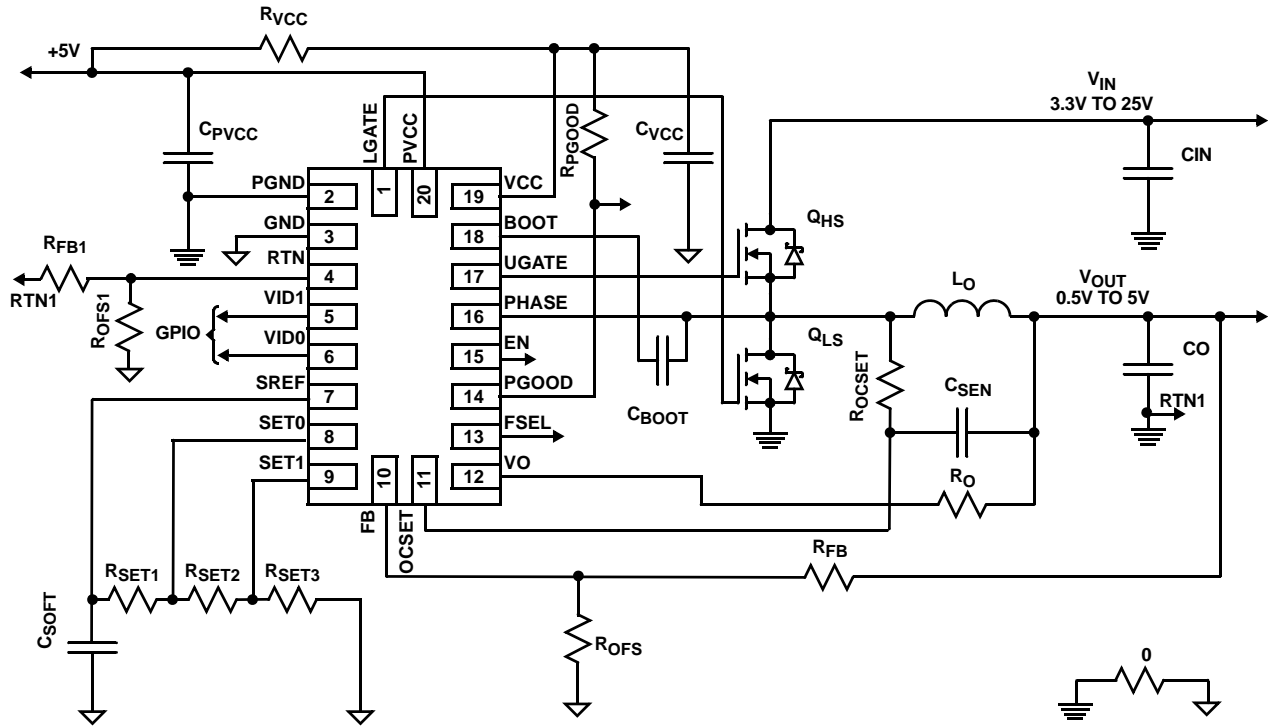 RVCC
+5V
CPVCC
LGATE
PVCC
RPGOOD
CVCC
VIN
3.3V TO 25V
CIN
PGND
2
1
20
19
VCC
GND
3
18
BOOT
QHS
RFB1
RTN
4
17
UGATE
RTN1
ROFS1
VID1
5
16
PHASE
LO
VOUT
0.5V TO 5V
GPIO
VID0
6
15
EN
QLS
CO
SREF
7
14
PGOOD
CBOOT
ROCSET
CSEN
RTN1
SET0
8
13
FSEL
SET1
9
10
11
12
VO
RO
FB
OCSET
RSET1
RSET2
RSET3
RFB
CSOFT
ROFS
0